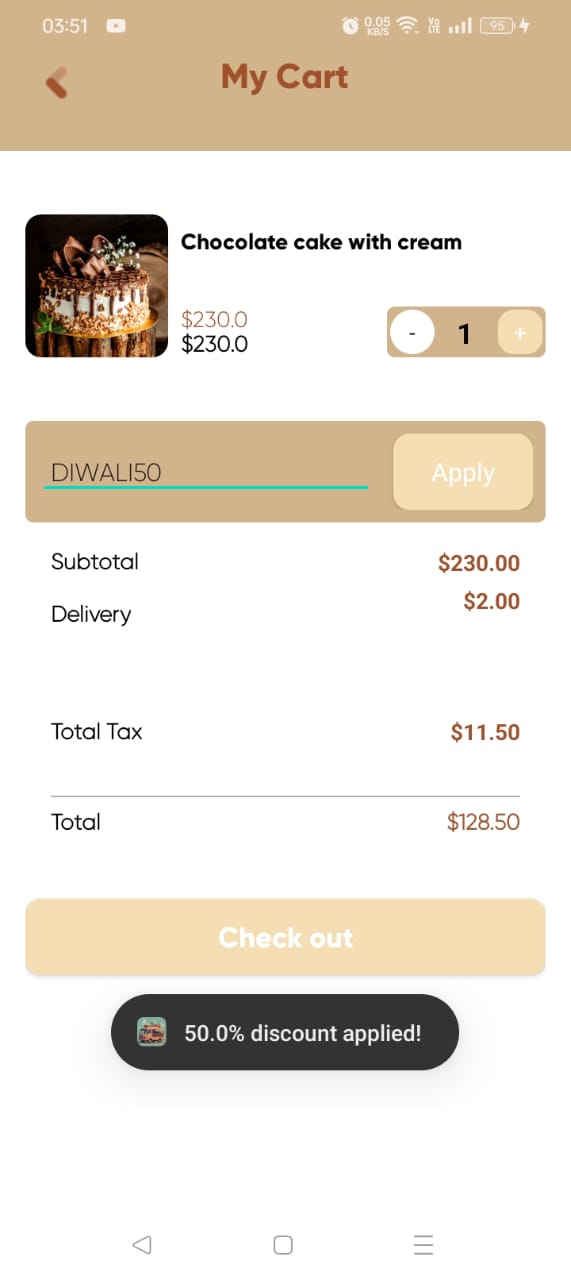 03:51 0.05 KB/S Vo LTE 95
My Cart
Chocolate cake with cream
$230.0
$230.0
- 1 +
DIWALI50 Apply
Subtotal $230.00
Delivery $2.00
Total Tax $11.50
Total $128.50
Check out
50.0% discount applied!